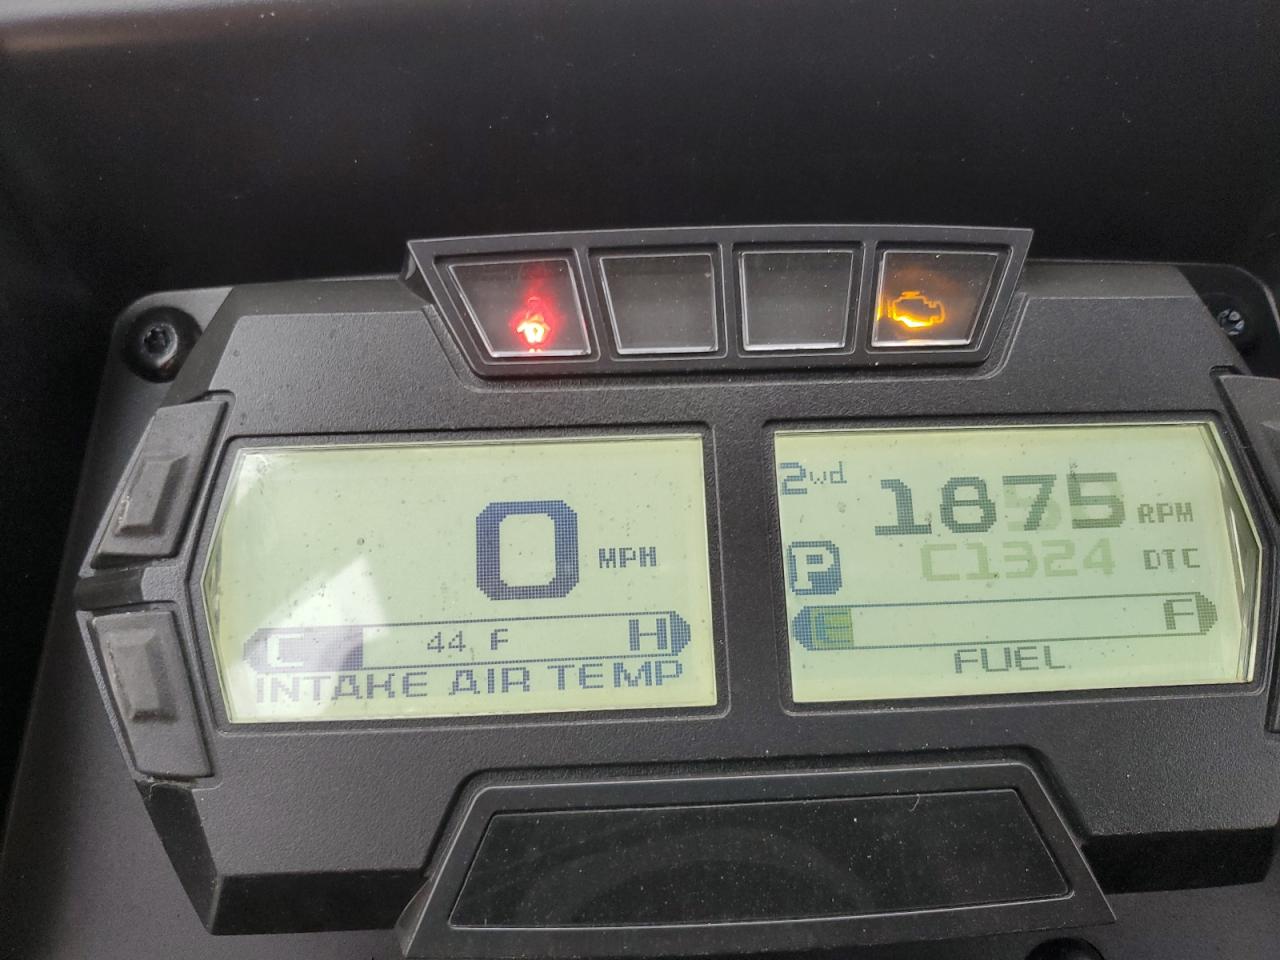 0 MPH
C 44 F H
INTAKE AIR TEMP
2wd 1875 RPM
P C1324 DTC
E F
FUEL